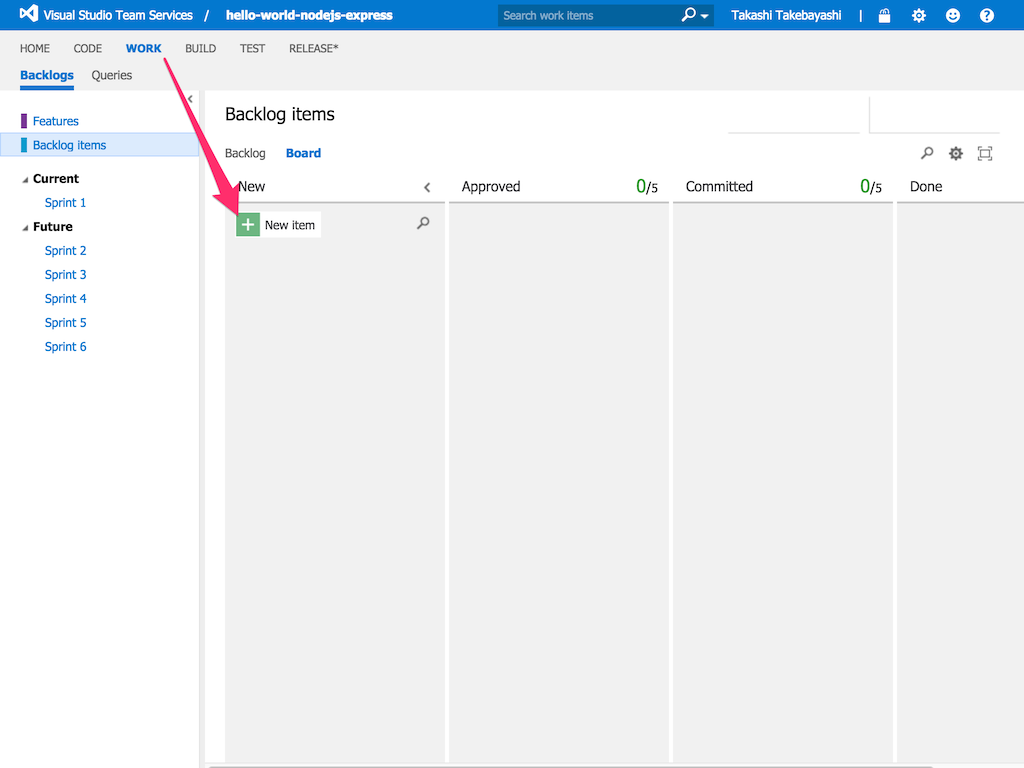 Visual Studio Team Services / hello-world-nodejs-express Search work items Takashi Takebayashi |
HOME CODE WORK BUILD TEST RELEASE*
Backlogs Queries
Features
Backlog items
Current
Sprint 1
Future
Sprint 2
Sprint 3
Sprint 4
Sprint 5
Sprint 6
Backlog items
Backlog Board
New Approved 0/5 Committed 0/5 Done
New item